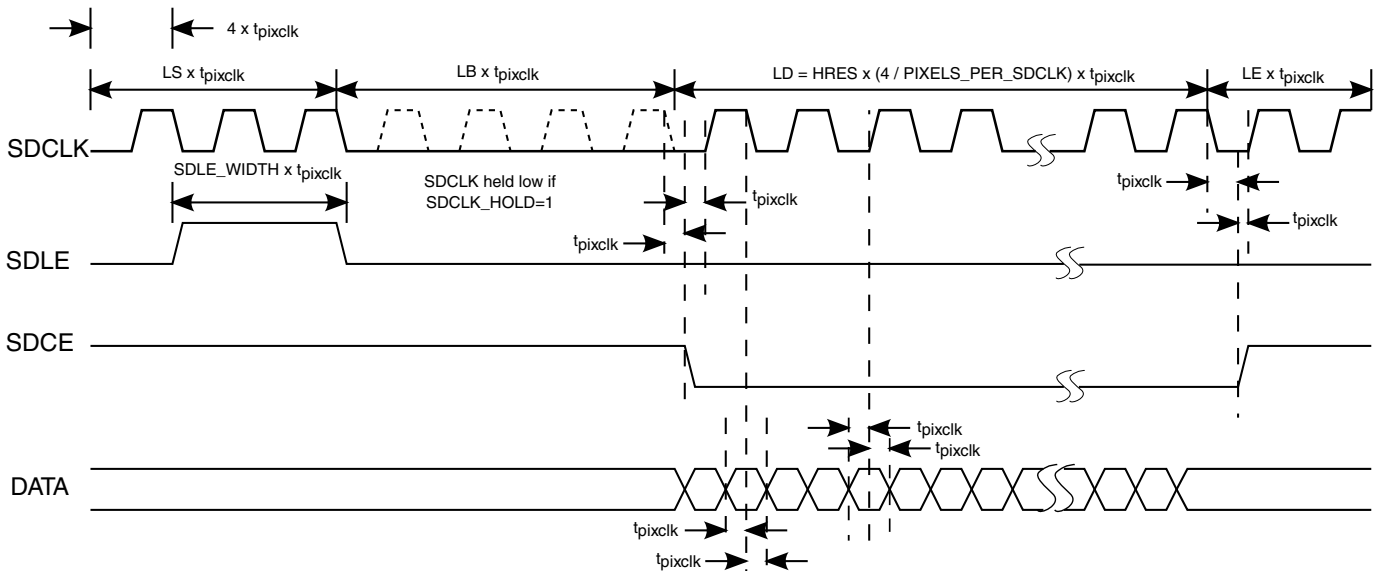 4 x tpixclk
LS x tpixclk
LB x tpixclk
LD = HRES x (4 / PIXELS_PER_SDCLK) x tpixclk
LE x tpixclk
SDCLK
SDLE_WIDTH x tpixclk
SDCLK held low if
SDCLK_HOLD=1
tpixclk
tpixclk
tpixclk
tpixclk
SDLE
SDCE
tpixclk
tpixclk
DATA
tpixclk
tpixclk